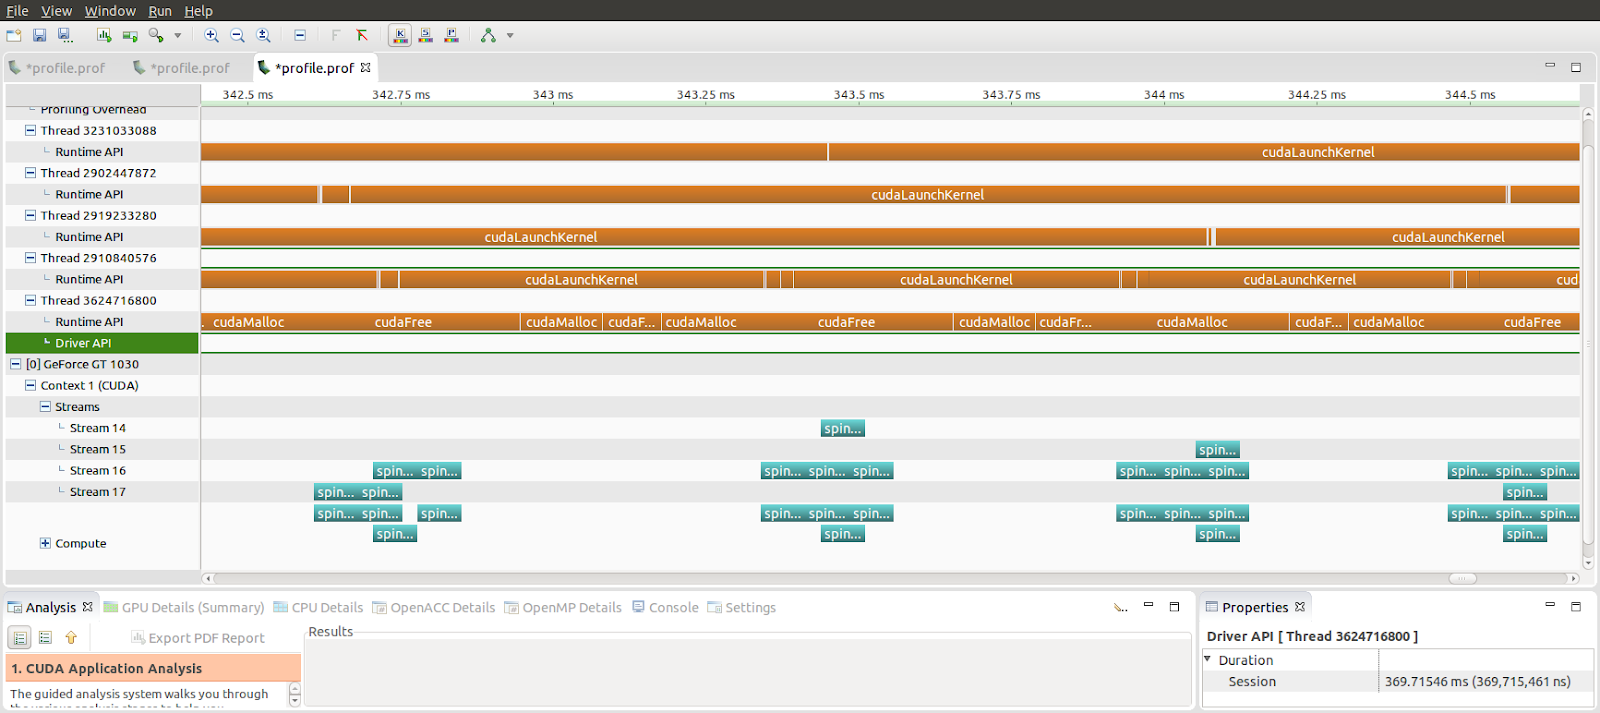 File View Window Run Help
*profile.prof *profile.prof *profile.prof
342.5 ms 342.75 ms 343 ms 343.25 ms 343.5 ms 343.75 ms 344 ms 344.25 ms 344.5 ms
Profiling Overhead
Thread 3231033088
Runtime API cudaLaunchKernel
Thread 2902447872
Runtime API cudaLaunchKernel
Thread 2919233280
Runtime API cudaLaunchKernel cudaLaunchKernel
Thread 2910840576
Runtime API cudaLaunchKernel cudaLaunchKernel cudaLaunchKernel cud
Thread 3624716800
Runtime API . cudaMalloc cudaFree cudaMalloc cudaF... cudaMalloc cudaFree cudaMalloc cudaFr... cudaMalloc cudaF... cudaMalloc cudaFree
Driver API
[0] GeForce GT 1030
Context 1 (CUDA)
Streams
Stream 14 spin...
Stream 15 spin...
Stream 16 spin... spin... spin... spin... spin... spin... spin... spin... spin... spin... spin...
Stream 17 spin... spin... spin...
spin... spin... spin... spin... spin... spin... spin... spin... spin... spin... spin... spin...
spin... spin... spin... spin...
Compute
Analysis GPU Details (Summary) CPU Details OpenACC Details OpenMP Details Console Settings
Export PDF Report
Results
1. CUDA Application Analysis
The guided analysis system walks you through
the various analysis stages to help you
Properties
Driver API [ Thread 3624716800 ]
Duration
Session 369.71546 ms (369,715,461 ns)